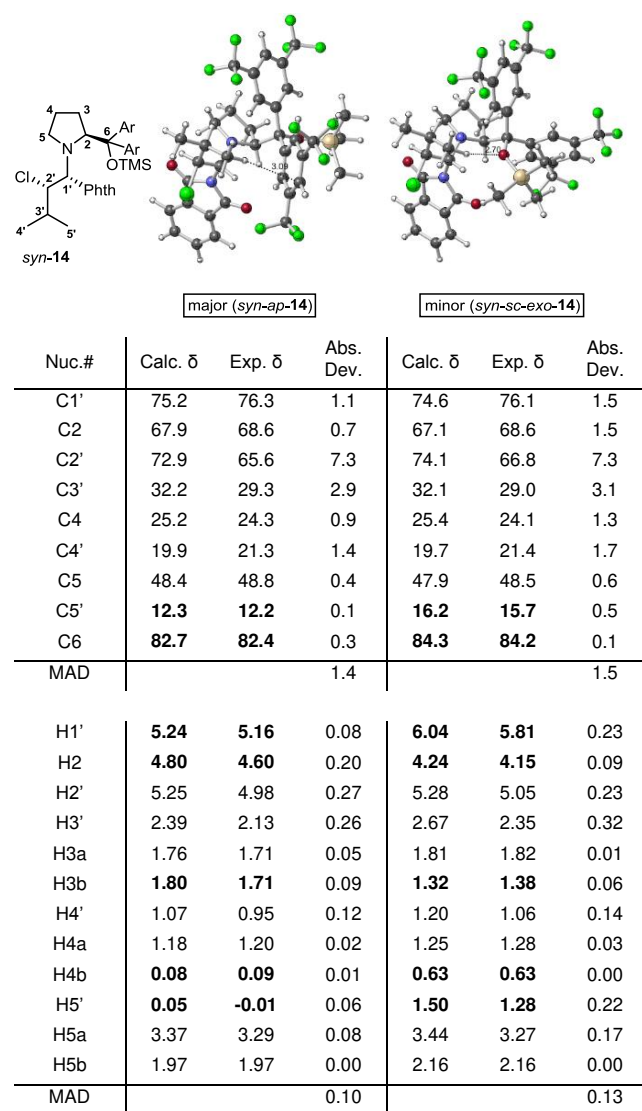 4 3
5 6 Ar
2 Ar
N OTMS
Cl 2' 1' Phth
3'
4' 5'
syn-14
3.09
2.70
major (syn-ap-14) minor (syn-sc-exo-14)
Nuc.# Calc. δ Exp. δ Abs. Dev. Calc. δ Exp. δ Abs. Dev.
C1' 75.2 76.3 1.1 74.6 76.1 1.5
C2 67.9 68.6 0.7 67.1 68.6 1.5
C2' 72.9 65.6 7.3 74.1 66.8 7.3
C3' 32.2 29.3 2.9 32.1 29.0 3.1
C4 25.2 24.3 0.9 25.4 24.1 1.3
C4' 19.9 21.3 1.4 19.7 21.4 1.7
C5 48.4 48.8 0.4 47.9 48.5 0.6
C5' 12.3 12.2 0.1 16.2 15.7 0.5
C6 82.7 82.4 0.3 84.3 84.2 0.1
MAD 1.4 1.5
H1' 5.24 5.16 0.08 6.04 5.81 0.23
H2 4.80 4.60 0.20 4.24 4.15 0.09
H2' 5.25 4.98 0.27 5.28 5.05 0.23
H3' 2.39 2.13 0.26 2.67 2.35 0.32
H3a 1.76 1.71 0.05 1.81 1.82 0.01
H3b 1.80 1.71 0.09 1.32 1.38 0.06
H4' 1.07 0.95 0.12 1.20 1.06 0.14
H4a 1.18 1.20 0.02 1.25 1.28 0.03
H4b 0.08 0.09 0.01 0.63 0.63 0.00
H5' 0.05 -0.01 0.06 1.50 1.28 0.22
H5a 3.37 3.29 0.08 3.44 3.27 0.17
H5b 1.97 1.97 0.00 2.16 2.16 0.00
MAD 0.10 0.13